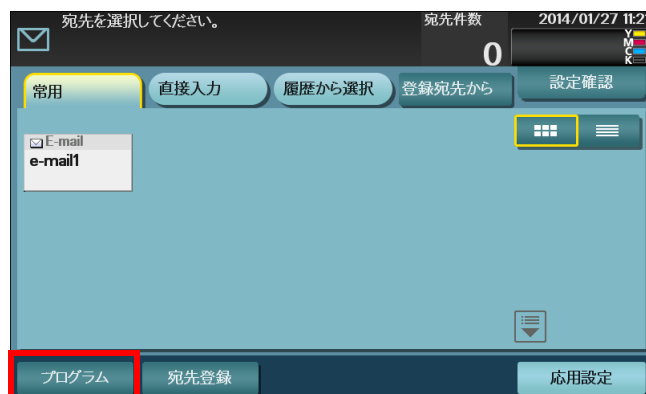 宛先を選択してください。
宛先件数
0
2014/01/27 11:21
Y
M
C
K
常用
直接入力
履歴から選択
登録宛先から
設定確認
E-mail
e-mail1
プログラム
宛先登録
応用設定